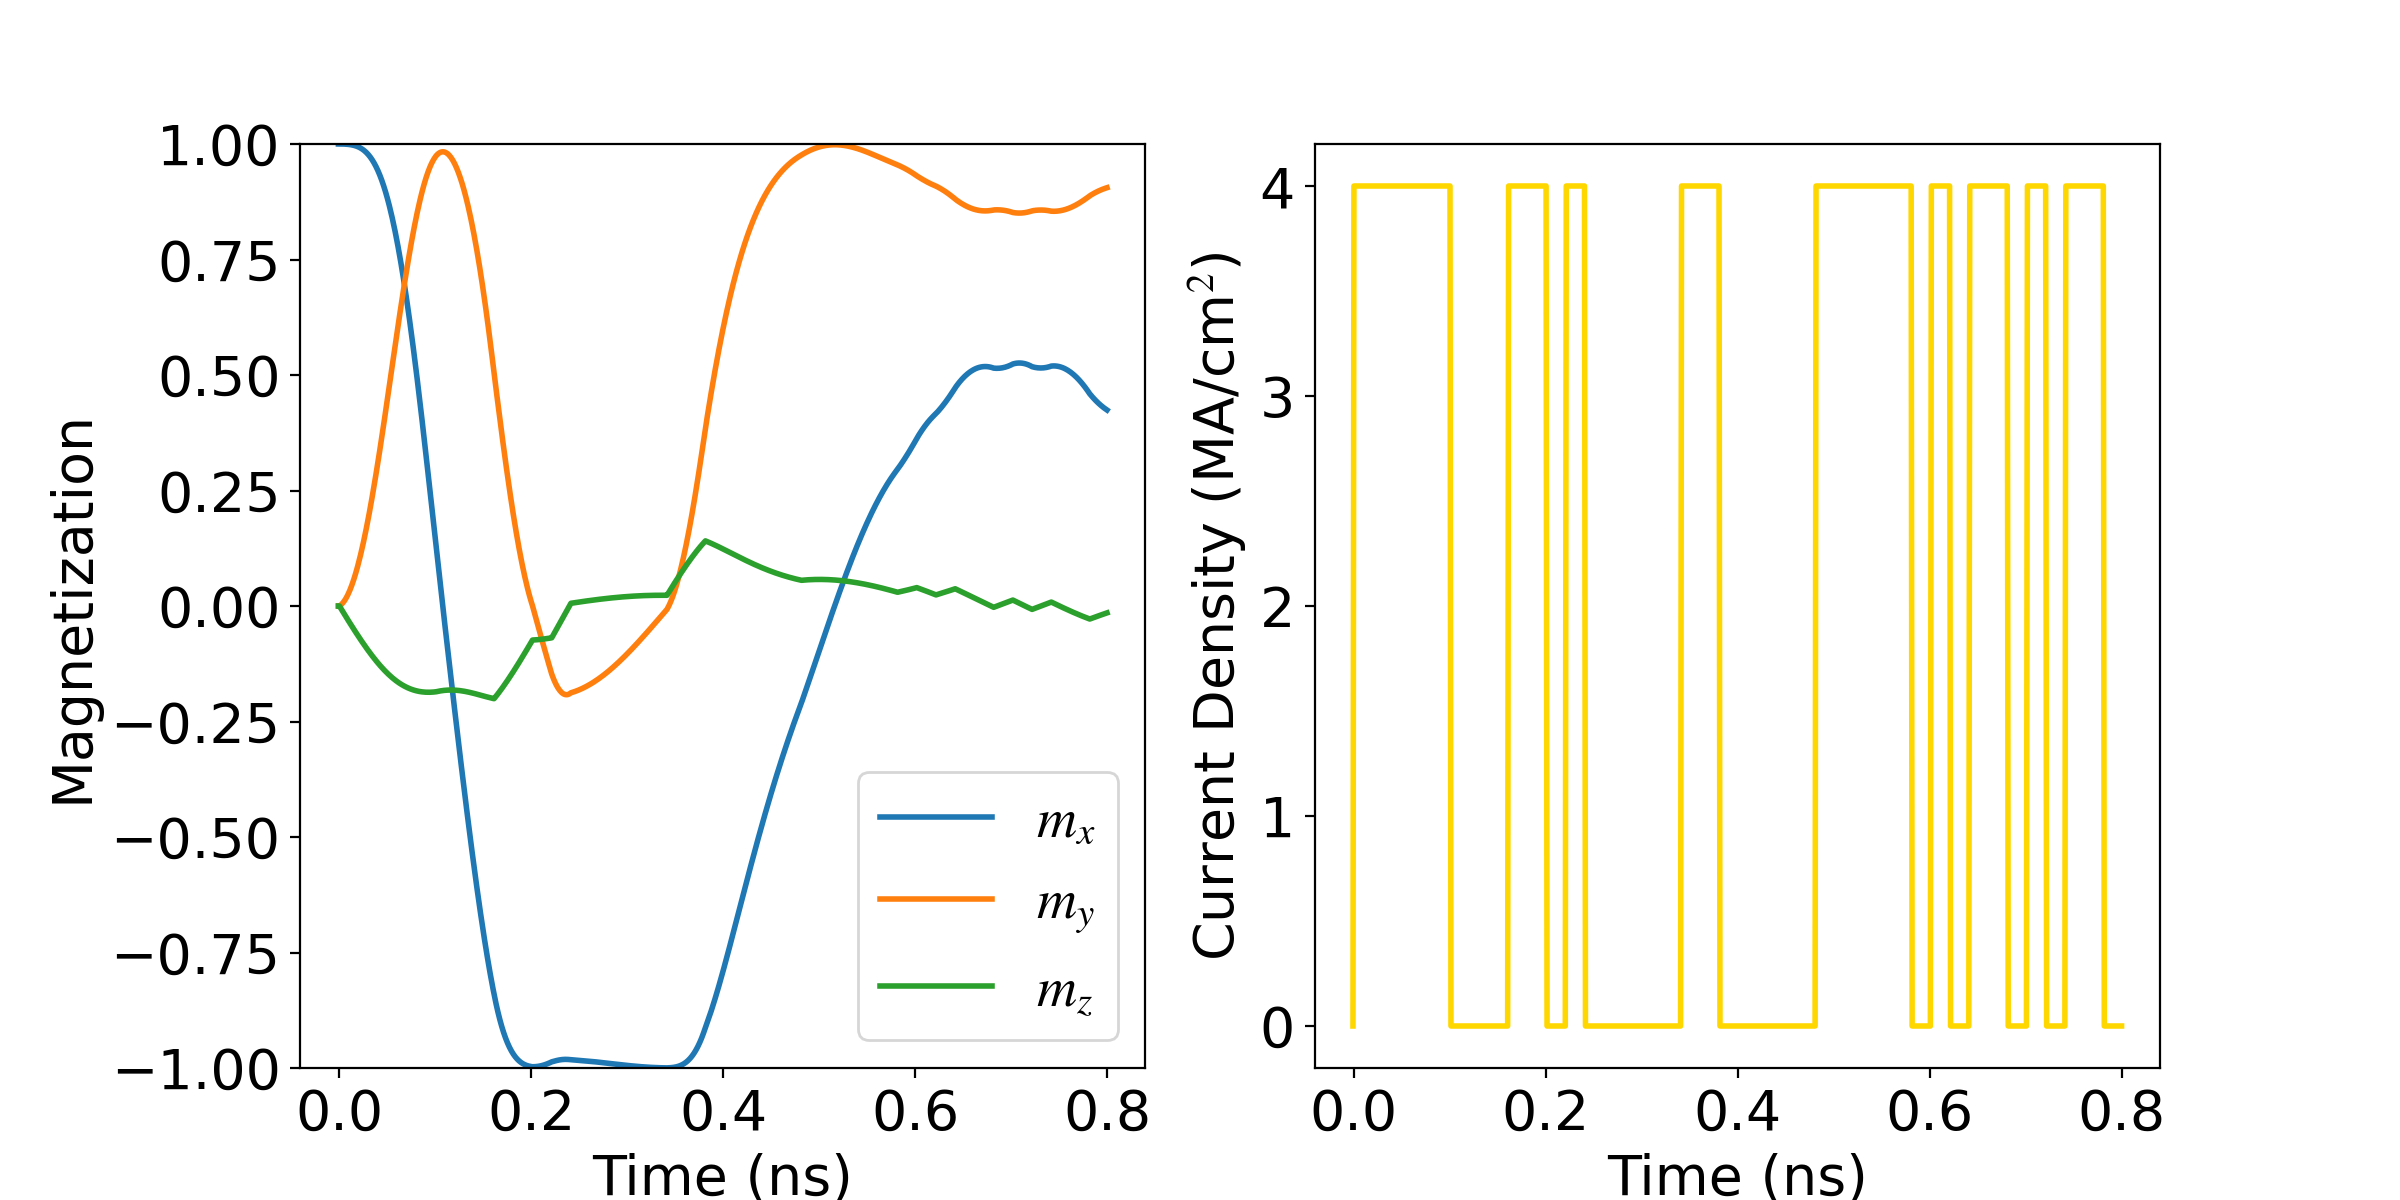 Magnetization
1.00
0.75
0.50
0.25
0.00
−0.25
−0.50
−0.75
−1.00
0.0 0.2 0.4 0.6 0.8
Time (ns)
m_x
m_y
m_z
Current Density (MA/cm²)
4
3
2
1
0
0.0 0.2 0.4 0.6 0.8
Time (ns)